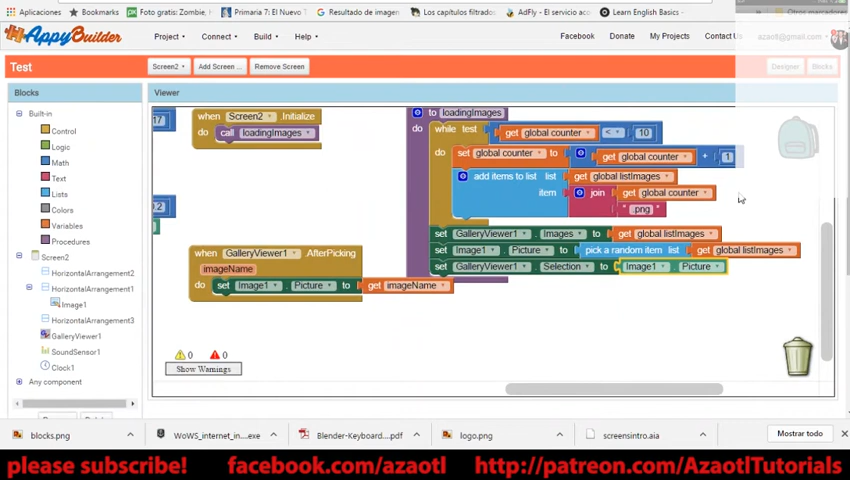 Aplicaciones Foto gratis: Zombie, H Primaria 7: El Nuevo T Resultado de imagen Los capítulos filtrados AdFly - El servicio ac Learn English Basics Otros marcadores
AppyBuilder Project Connect Build Help Facebook Donate My Projects Contact Us azaotl@gmail.com
Test Screen2 Add Screen ... Remove Screen Designer Blocks
Blocks Viewer
Built-in
Control
Logic
Math
Text
Lists
Colors
Variables
Procedures
Screen2
HorizontalArrangement2
HorizontalArrangement1
Image1
HorizontalArrangement3
GalleryViewer1
SoundSensor1
Clock1
Any component
when Screen2 .Initialize
do call loadingImages
when GalleryViewer1 .AfterPicking
imageName
do set Image1 . Picture to get imageName
to loadingImages
do while test get global counter < 10
do set global counter to get global counter + 1
add items to list list get global listImages
item join get global counter
" .png "
set GalleryViewer1 . Images to get global listImages
set Image1 . Picture to pick a random item list get global listImages
set GalleryViewer1 . Selection to Image1 . Picture
0 0
Show Warnings
blocks.png WoWS_internet_in....exe Blender-Keyboard....pdf logo.png screensintro.aia Mostrar todo
please subscribe! facebook.com/azaotl http://patreon.com/AzaotlTutorials